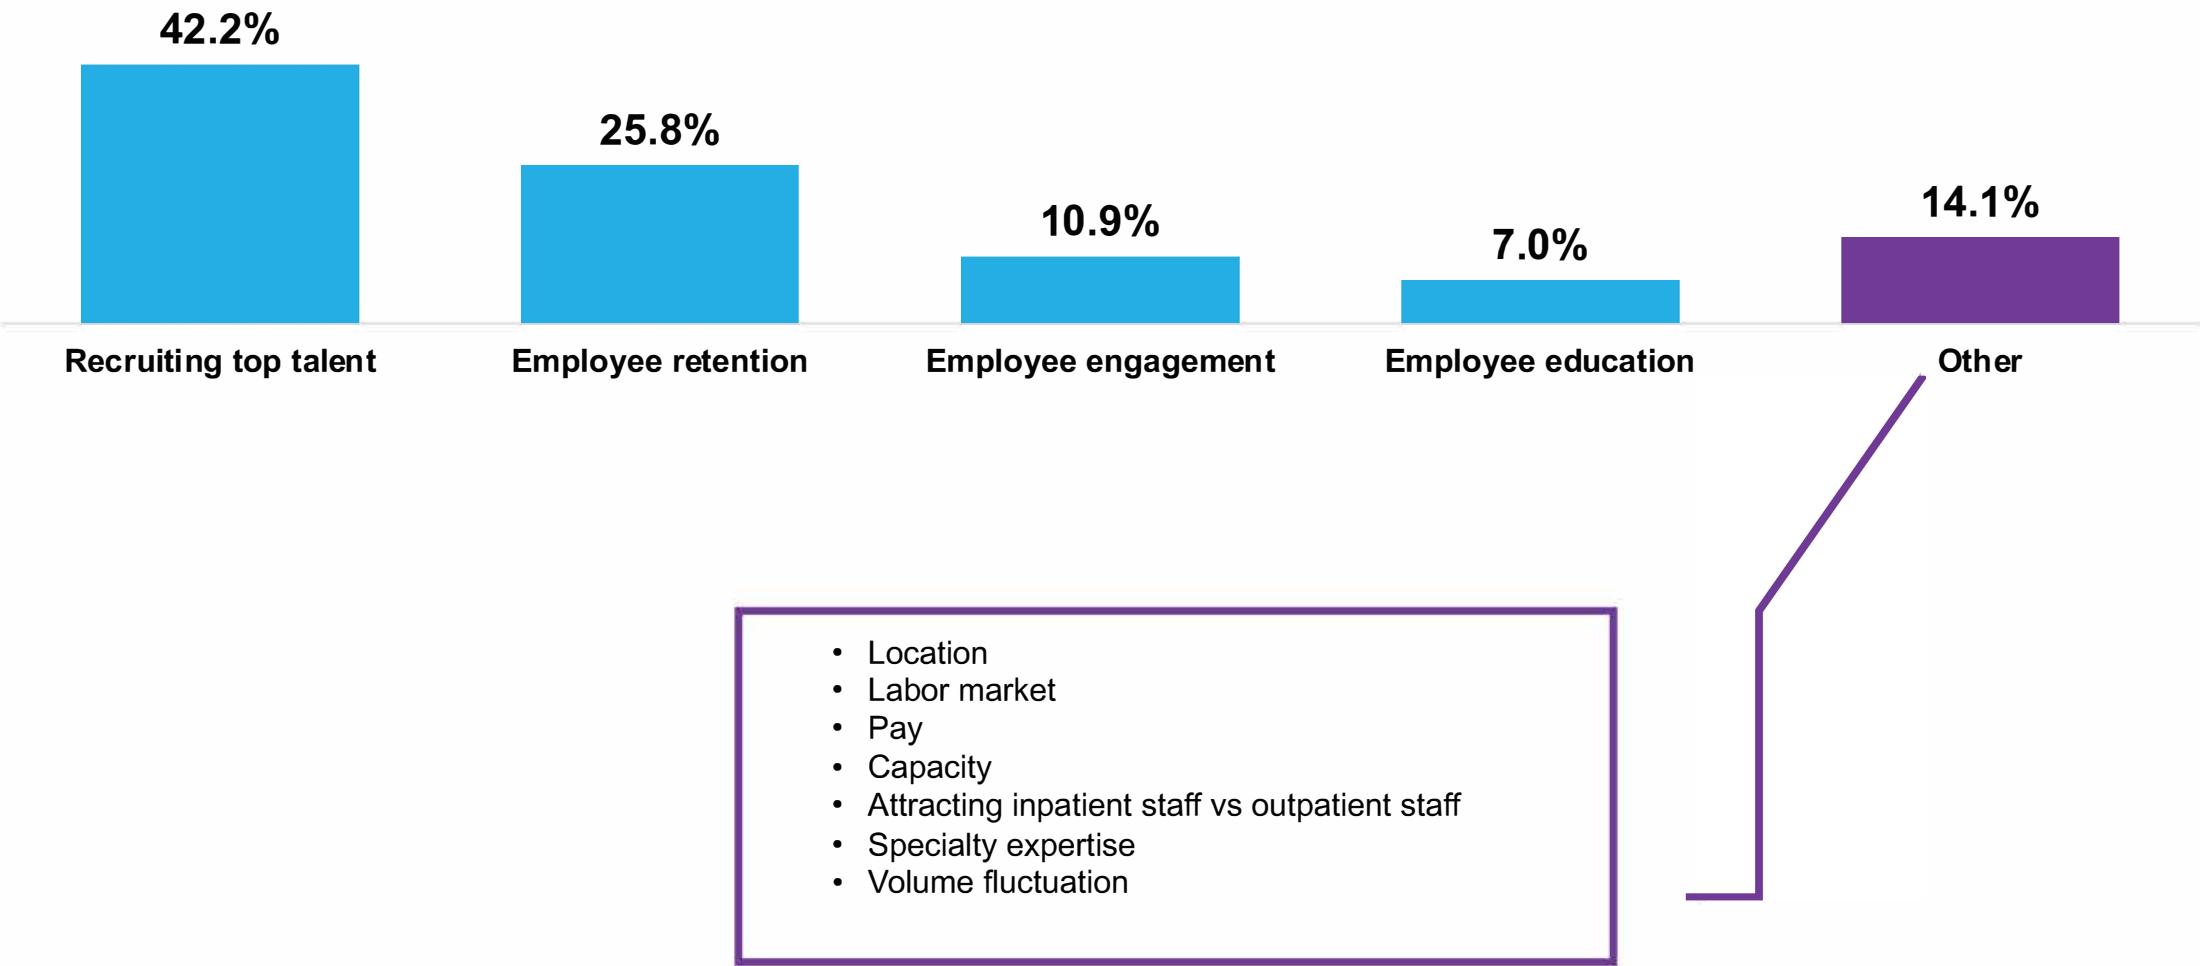 42.2%
25.8%
10.9%
7.0%
14.1%
Recruiting top talent
Employee retention
Employee engagement
Employee education
Other
• Location
• Labor market
• Pay
• Capacity
• Attracting inpatient staff vs outpatient staff
• Specialty expertise
• Volume fluctuation